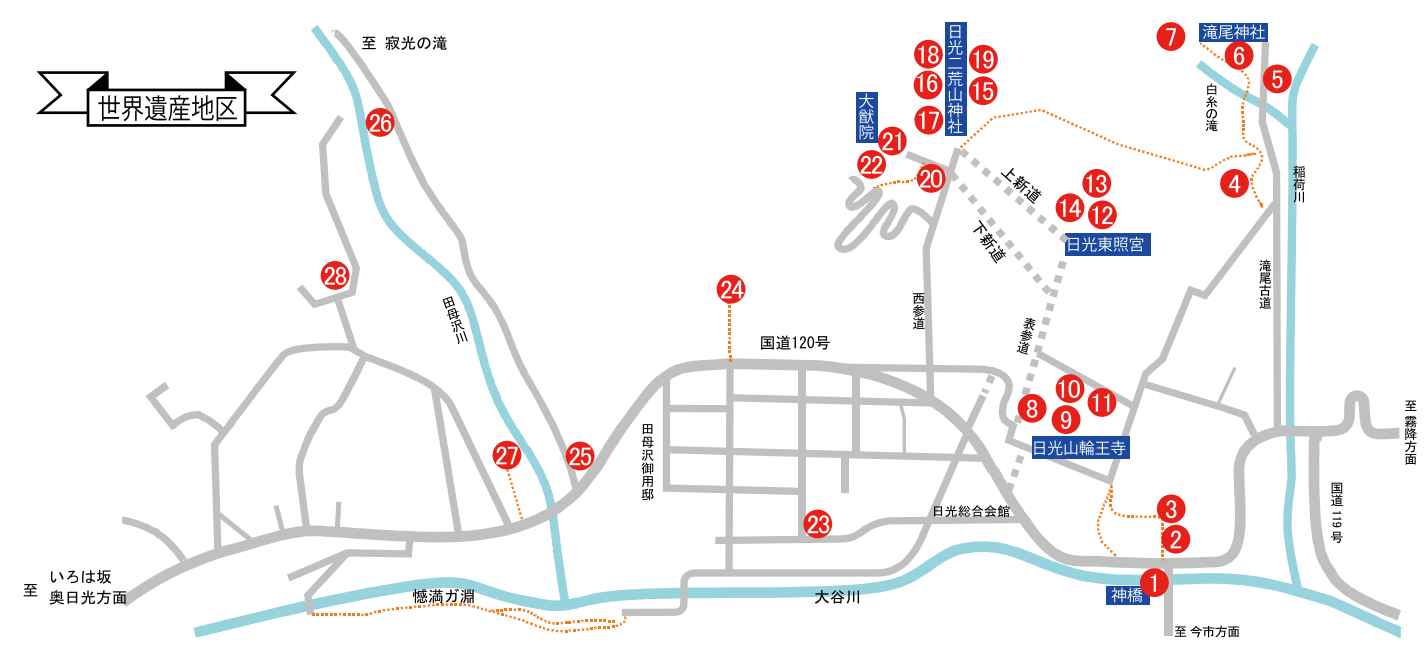 世界遺産地区
至 寂光の滝
26
28
田母沢川
27
25
至
いろは坂
奥日光方面
憾満ガ淵
24
国道120号
田母沢御用邸
23
日光総合会館
大谷川
大猷院
21
22
20
日光二荒山神社
18
16
17
19
15
上新道
下新道
西参道
表参道
13
14
12
日光東照宮
7
滝尾神社
6
5
白糸の滝
4
稲荷川
滝尾古道
10
8
9
11
日光山輪王寺
3
2
1
神橋
至 今市方面
至 霧降方面
国道119号